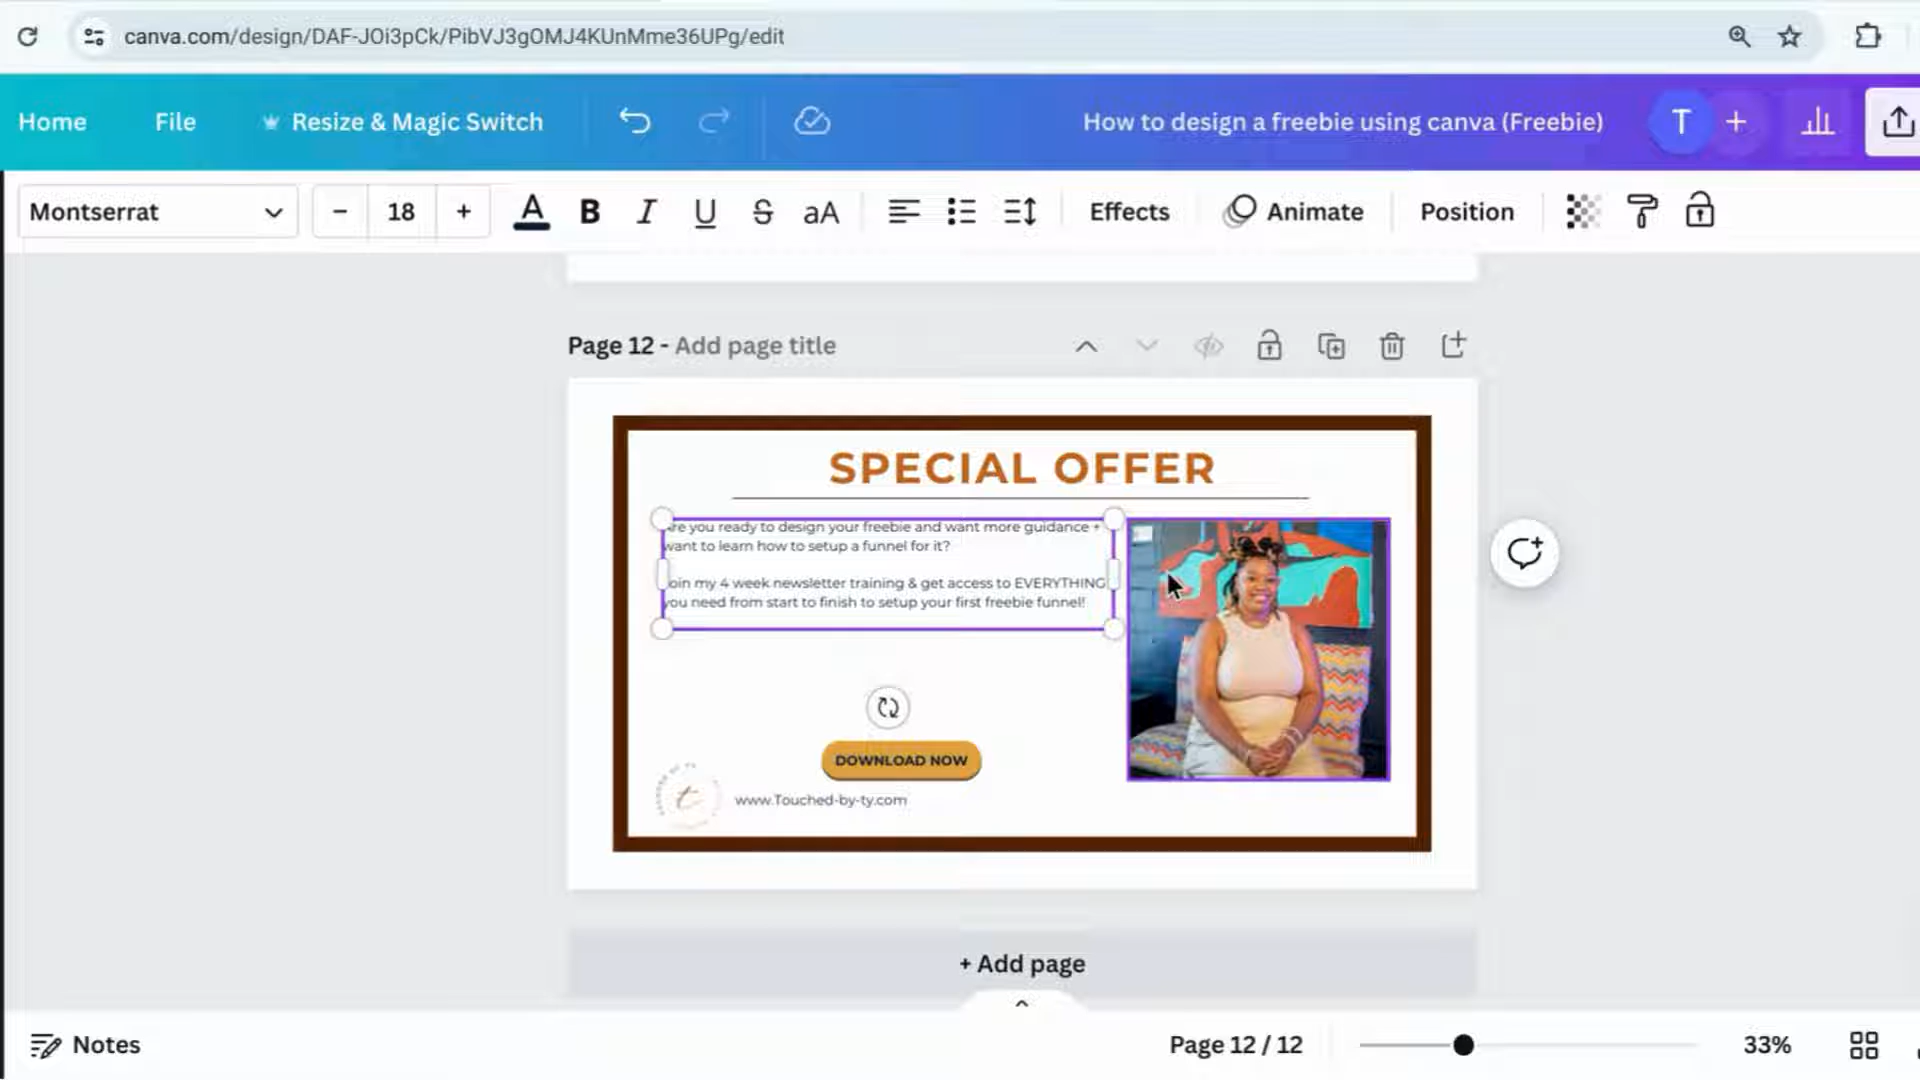 canva.com/design/DAF-JOi3pCk/PibVJ3gOMJ4KUnMme36UPg/edit
Home File Resize & Magic Switch How to design a freebie using canva (Freebie) T +
Montserrat − 18 + A B I U S aA Effects Animate Position
Page 12 - Add page title
SPECIAL OFFER
you ready to design your freebie and want more guidance +
want to learn how to setup a funnel for it?
my 4 week newsletter training & get access to EVERYTHING
you need from start to finish to setup your first freebie funnel!
DOWNLOAD NOW
t
www.Touched-by-ty.com
+ Add page
Notes Page 12 / 12 33%